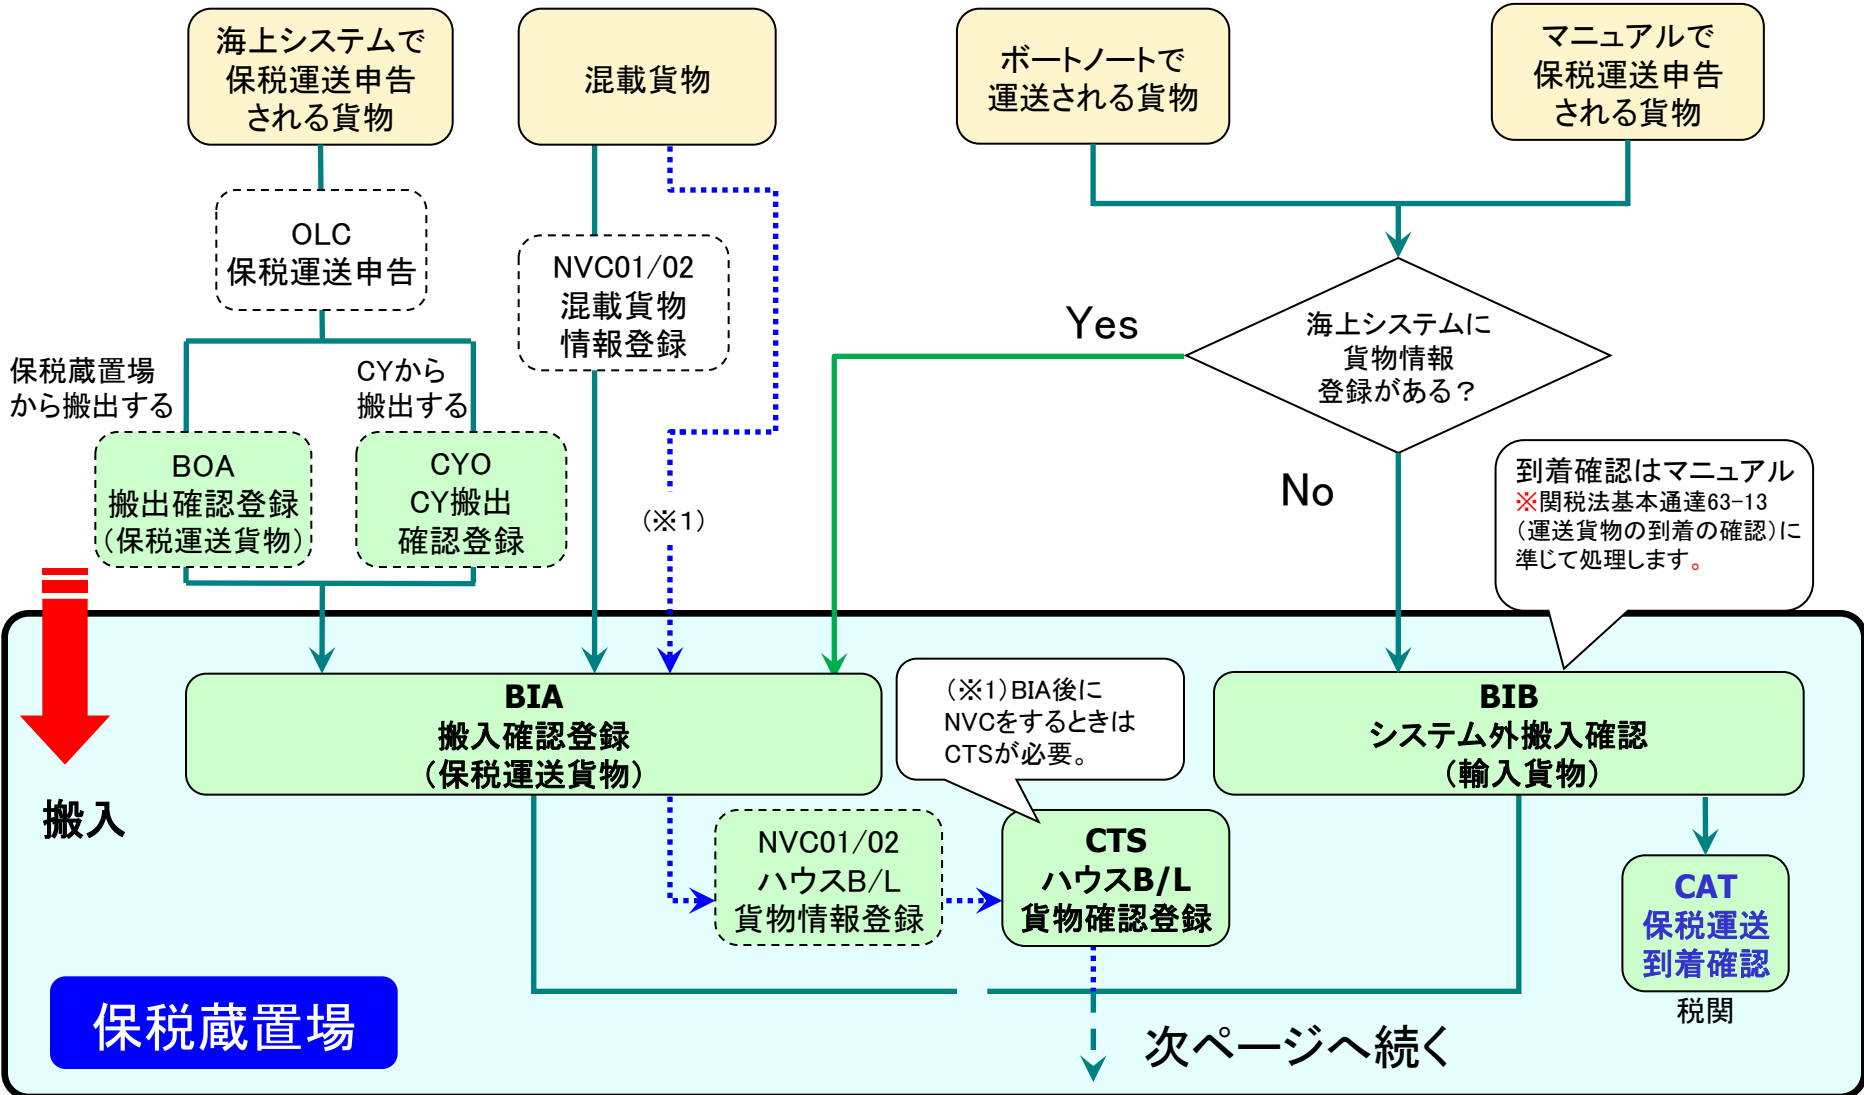 海上システムで
保税運送申告
される貨物
混載貨物
ボートノートで
運送される貨物
マニュアルで
保税運送申告
される貨物
OLC
保税運送申告
NVC01/02
混載貨物
情報登録
Yes
海上システムに
貨物情報
登録がある？
保税蔵置場
から搬出する
CYから
搬出する
BOA
搬出確認登録
（保税運送貨物）
CYO
CY搬出
確認登録
（※1）
No
到着確認はマニュアル
※関税法基本通達63-13
（運送貨物の到着の確認）に
準じて処理します。
BIA
搬入確認登録
（保税運送貨物）
（※1）BIA後に
NVCをするときは
CTSが必要。
BIB
システム外搬入確認
（輸入貨物）
搬入
NVC01/02
ハウスB/L
貨物情報登録
CTS
ハウスB/L
貨物確認登録
CAT
保税運送
到着確認
税関
保税蔵置場
次ページへ続く